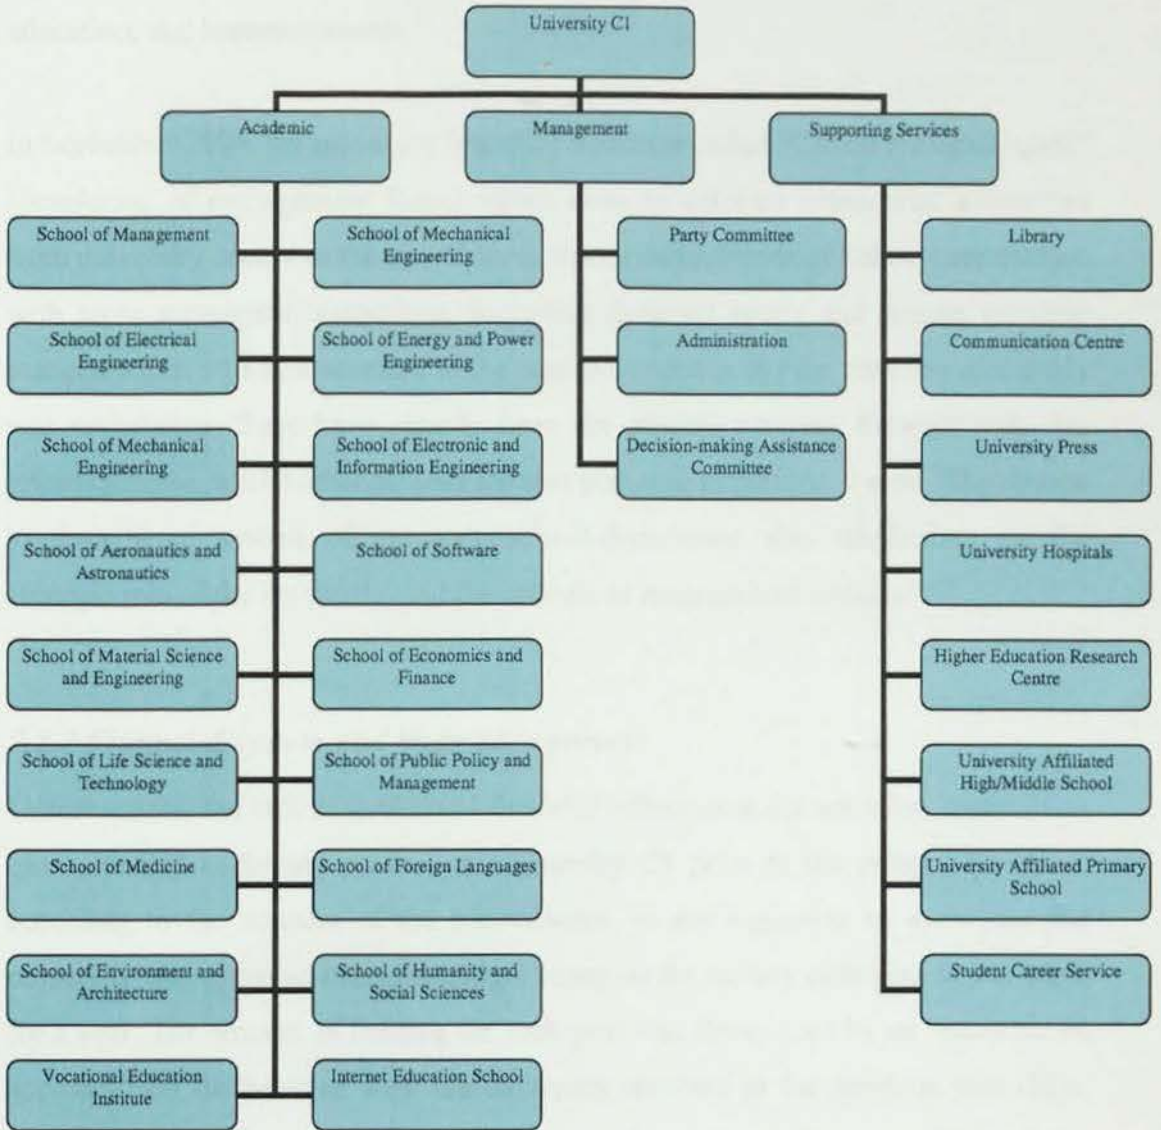 University C1
Academic
Management
Supporting Services
School of Management
School of Mechanical
Engineering
Party Committee
Library
School of Electrical
Engineering
School of Energy and Power
Engineering
Administration
Communication Centre
School of Mechanical
Engineering
School of Electronic and
Information Engineering
Decision-making Assistance
Committee
University Press
School of Aeronautics and
Astronautics
School of Software
University Hospitals
School of Material Science
and Engineering
School of Economics and
Finance
Higher Education Research
Centre
School of Life Science and
Technology
School of Public Policy and
Management
University Affiliated
High/Middle School
School of Medicine
School of Foreign Languages
University Affiliated Primary
School
School of Environment and
Architecture
School of Humanity and
Social Sciences
Student Career Service
Vocational Education
Institute
Internet Education School